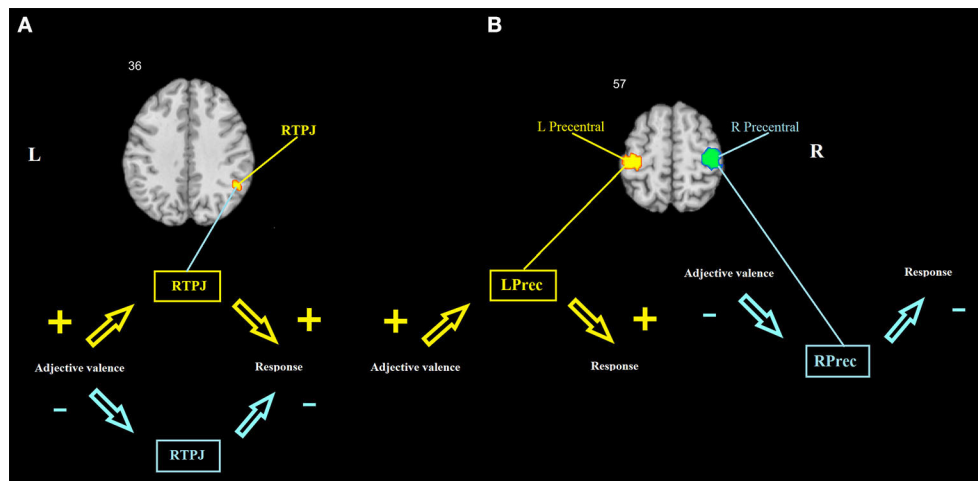 A
B
36
57
RTPJ
L Precentral
R Precentral
L
R
RTPJ
LPrec
Adjective valence
Response
+
+
+
+
-
-
RPrec
Adjective valence
Response
Adjective valence
Response
-
-
RTPJ